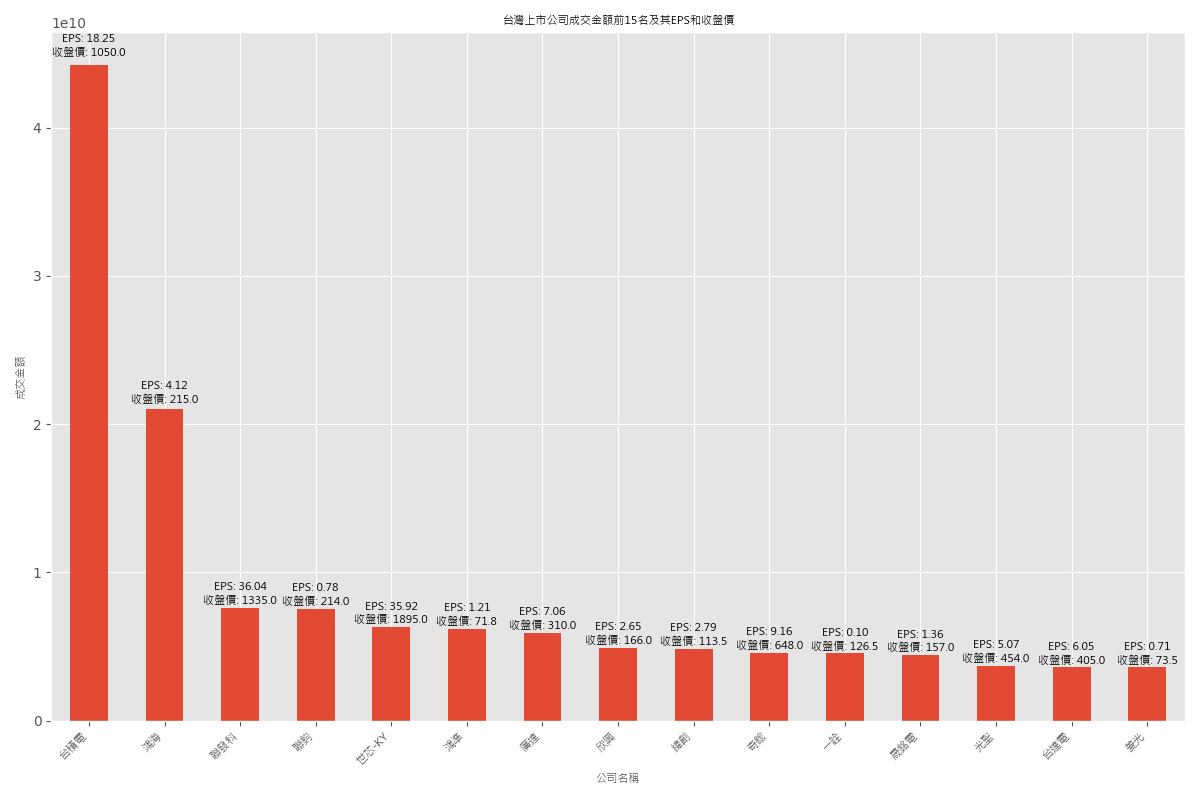 台灣上市公司成交金額前15名及其EPS和收盤價
1e10
EPS: 18.25
收盤價: 1050.0
EPS: 4.12
收盤價: 215.0
EPS: 36.04
收盤價: 1335.0
EPS: 0.78
收盤價: 214.0
EPS: 35.92
收盤價: 1895.0
EPS: 1.21
收盤價: 71.8
EPS: 7.06
收盤價: 310.0
EPS: 2.65
收盤價: 166.0
EPS: 2.79
收盤價: 113.5
EPS: 9.16
收盤價: 648.0
EPS: 0.10
收盤價: 126.5
EPS: 1.36
收盤價: 157.0
EPS: 5.07
收盤價: 454.0
EPS: 6.05
收盤價: 405.0
EPS: 0.71
收盤價: 73.5
4
3
2
1
0
成交金額
台積電
鴻海
聯發科
聯鈞
世芯-KY
鴻準
廣達
欣興
緯創
奇鋐
一詮
晟銘電
光聖
台達電
菱光
公司名稱